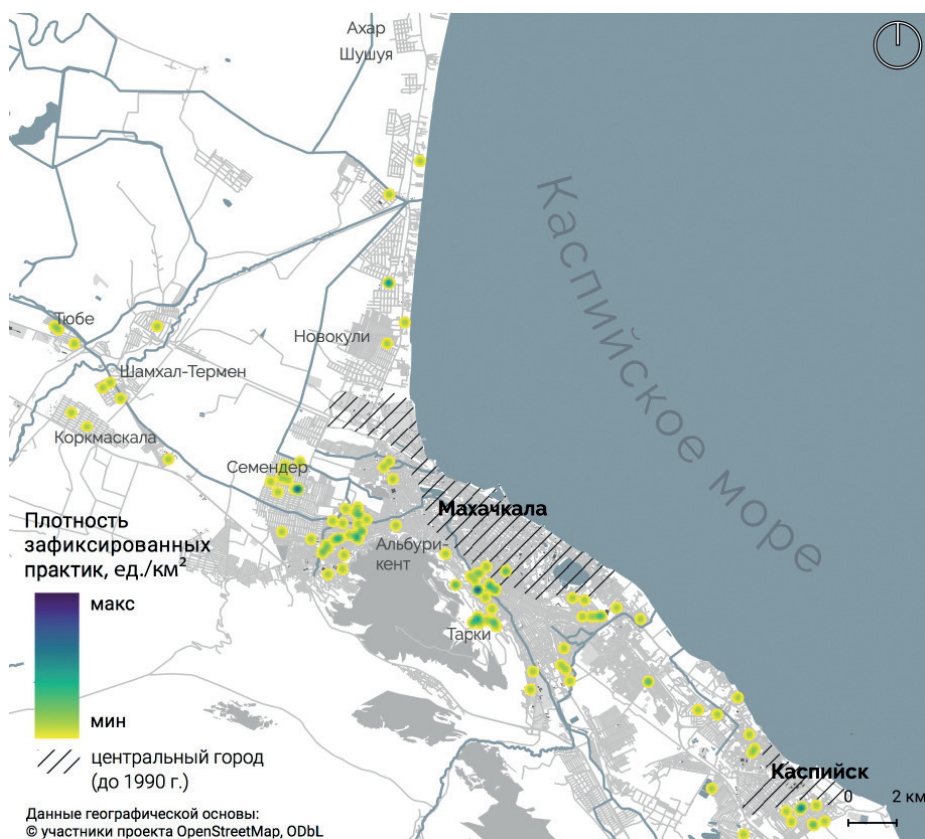 Ахар
Шушуя
Каспийское море
Тюбе
Новокули
Шамхал-Термен
Коркмаскала
Семендер
Махачкала
Альбури-
кент
Тарки
Каспийск
Плотность
зафиксированных
практик, ед./км²
макс
мин
центральный город
(до 1990 г.)
0 2 км
Данные географической основы:
© участники проекта OpenStreetMap, ODbL